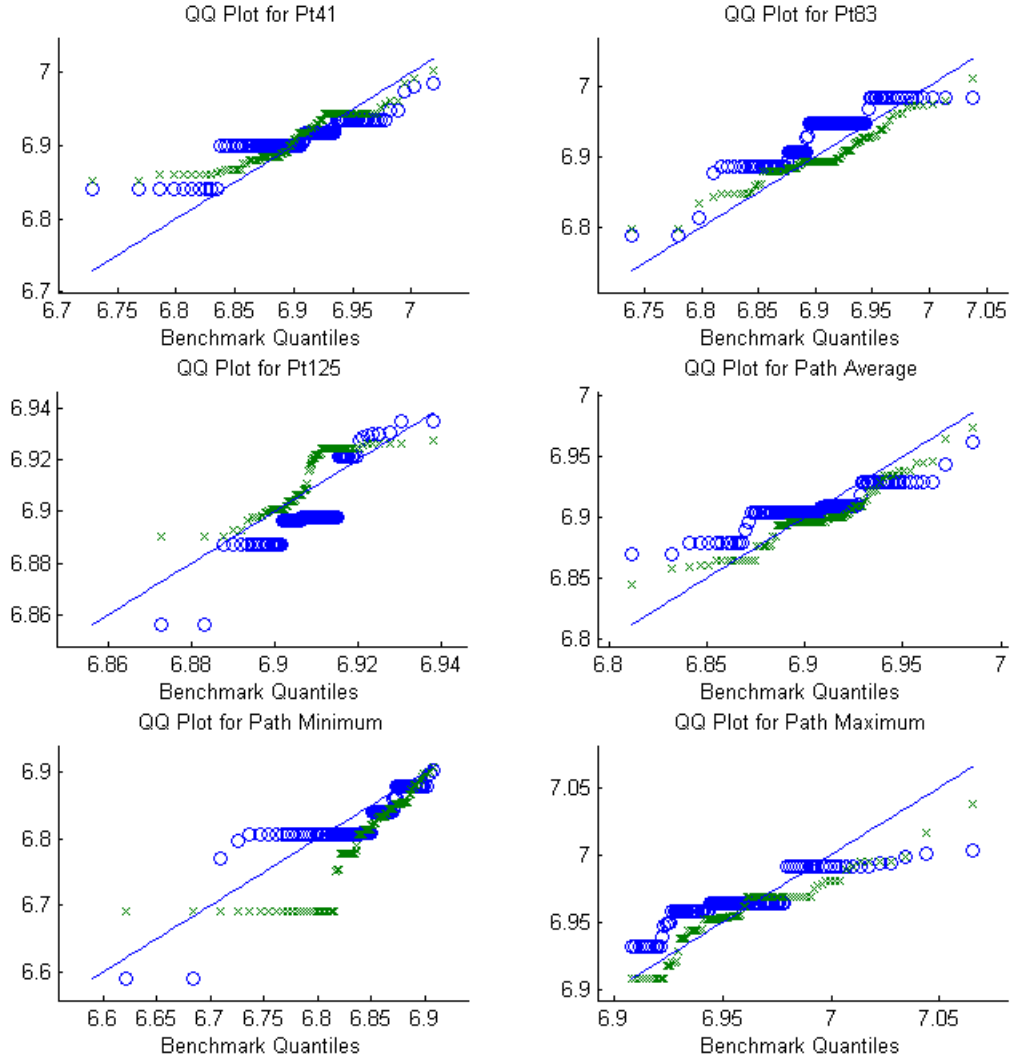 QQ Plot for Pt41
7
6.9
6.8
6.7
6.7 6.75 6.8 6.85 6.9 6.95 7
Benchmark Quantiles
QQ Plot for Pt83
7
6.9
6.8
6.75 6.8 6.85 6.9 6.95 7 7.05
Benchmark Quantiles
QQ Plot for Pt125
6.94
6.92
6.9
6.88
6.86
6.86 6.88 6.9 6.92 6.94
Benchmark Quantiles
QQ Plot for Path Average
7
6.95
6.9
6.85
6.8
6.8 6.85 6.9 6.95 7
Benchmark Quantiles
QQ Plot for Path Minimum
6.9
6.8
6.7
6.6
6.6 6.65 6.7 6.75 6.8 6.85 6.9
Benchmark Quantiles
QQ Plot for Path Maximum
7.05
7
6.95
6.9
6.9 6.95 7 7.05
Benchmark Quantiles